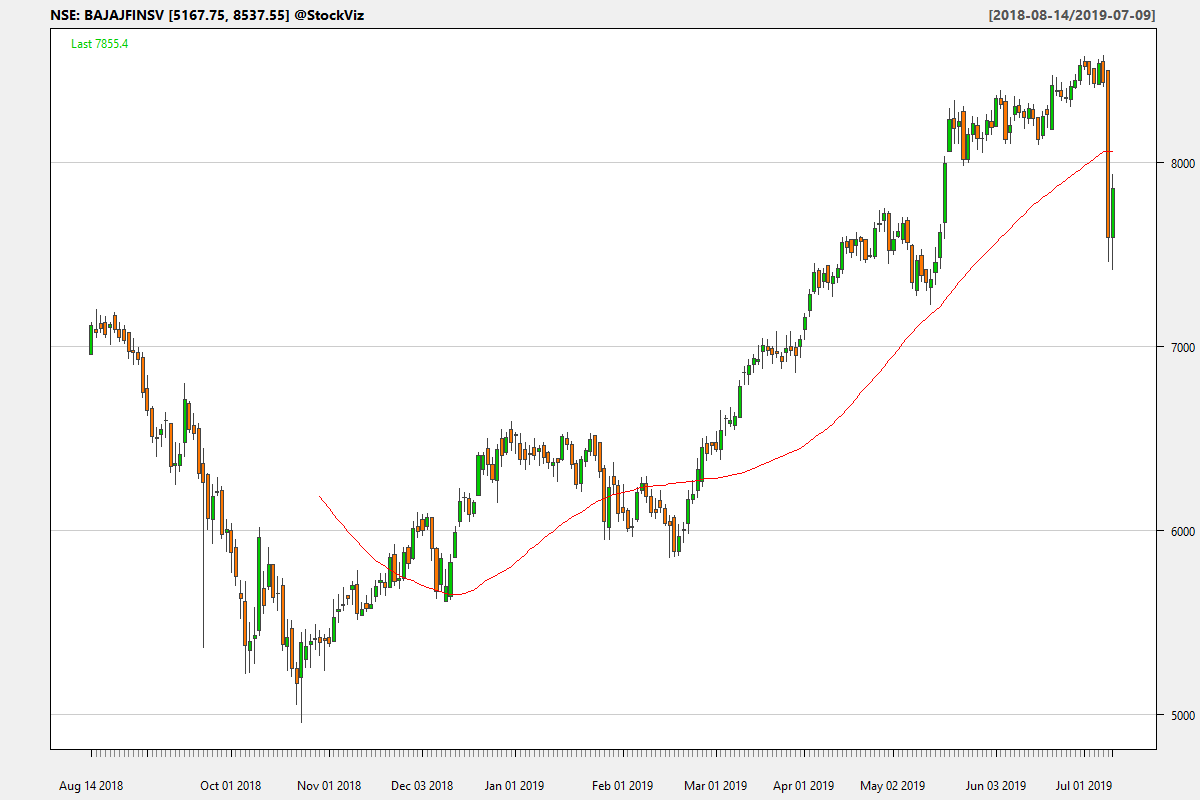 NSE: BAJAJFINSV [5167.75, 8537.55] @StockViz
[2018-08-14/2019-07-09]
Last 7855.4
8000
7000
6000
5000
Aug 14 2018
Oct 01 2018
Nov 01 2018
Dec 03 2018
Jan 01 2019
Feb 01 2019
Mar 01 2019
Apr 01 2019
May 02 2019
Jun 03 2019
Jul 01 2019